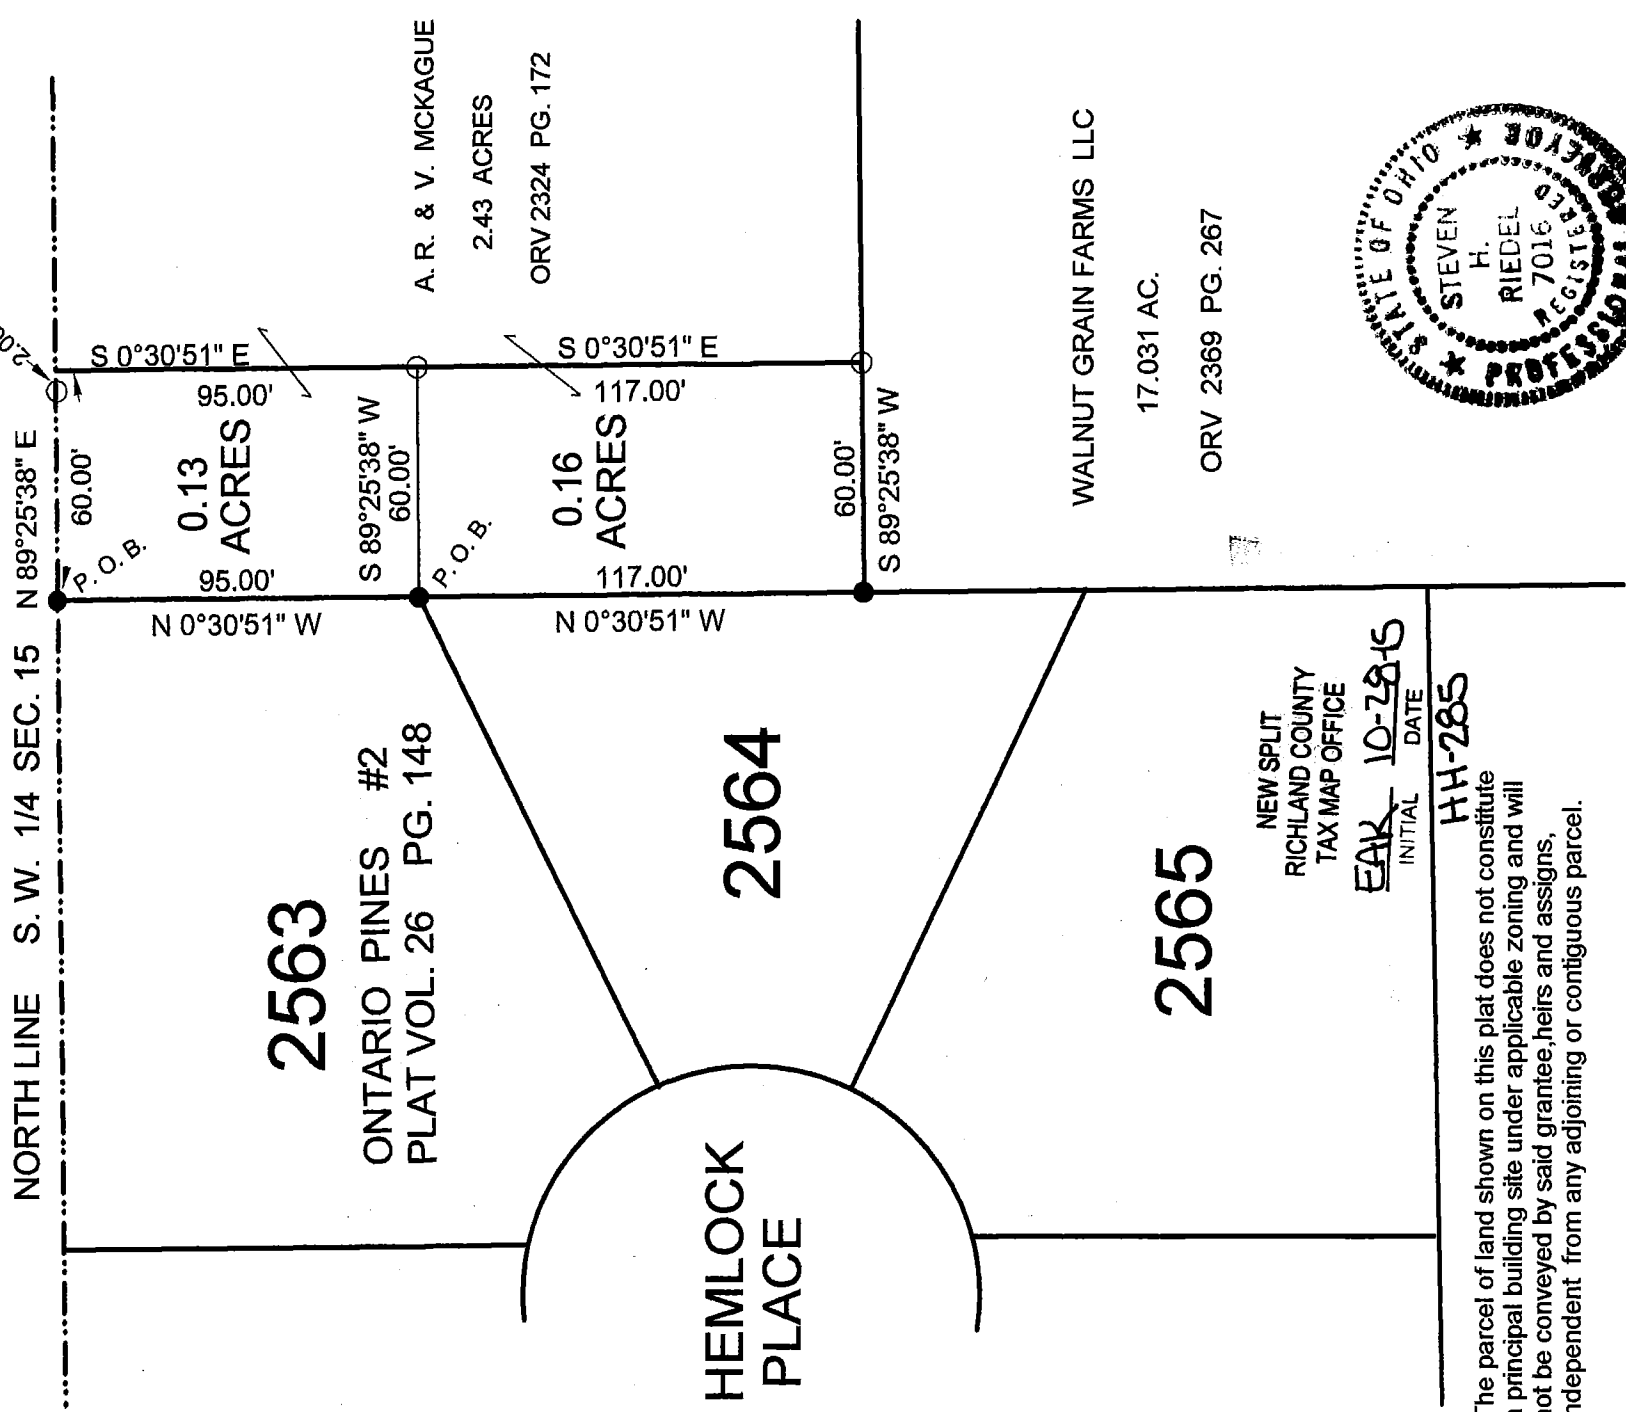 NORTH LINE S. W. 1/4 SEC. 15 N 89°25'38" E
60.00'
P. O. B.
S 0°30'51" E
95.00'
0.13
ACRES
95.00'
N 0°30'51" W
S 89°25'38" W
60.00'
P. O. B.
S 0°30'51" E
117.00'
0.16
ACRES
117.00'
N 0°30'51" W
60.00'
S 89°25'38" W
A. R. & V. MCKAGUE
2.43 ACRES
ORV 2324 PG. 172
2563
ONTARIO PINES #2
PLAT VOL. 26 PG. 148
2564
HEMLOCK
PLACE
2565
WALNUT GRAIN FARMS LLC
17.031 AC.
ORV 2369 PG. 267
STATE OF OHIO
STEVEN
H.
RIEDEL
7016
REGISTERED
PROFESSIONAL
NEW SPLIT
RICHLAND COUNTY
TAX MAP OFFICE
EAK 10-28-15
INITIAL DATE
HH-285
The parcel of land shown on this plat does not constitute
principal building site under applicable zoning and will
not be conveyed by said grantee,heirs and assigns,
independent from any adjoining or contiguous parcel.